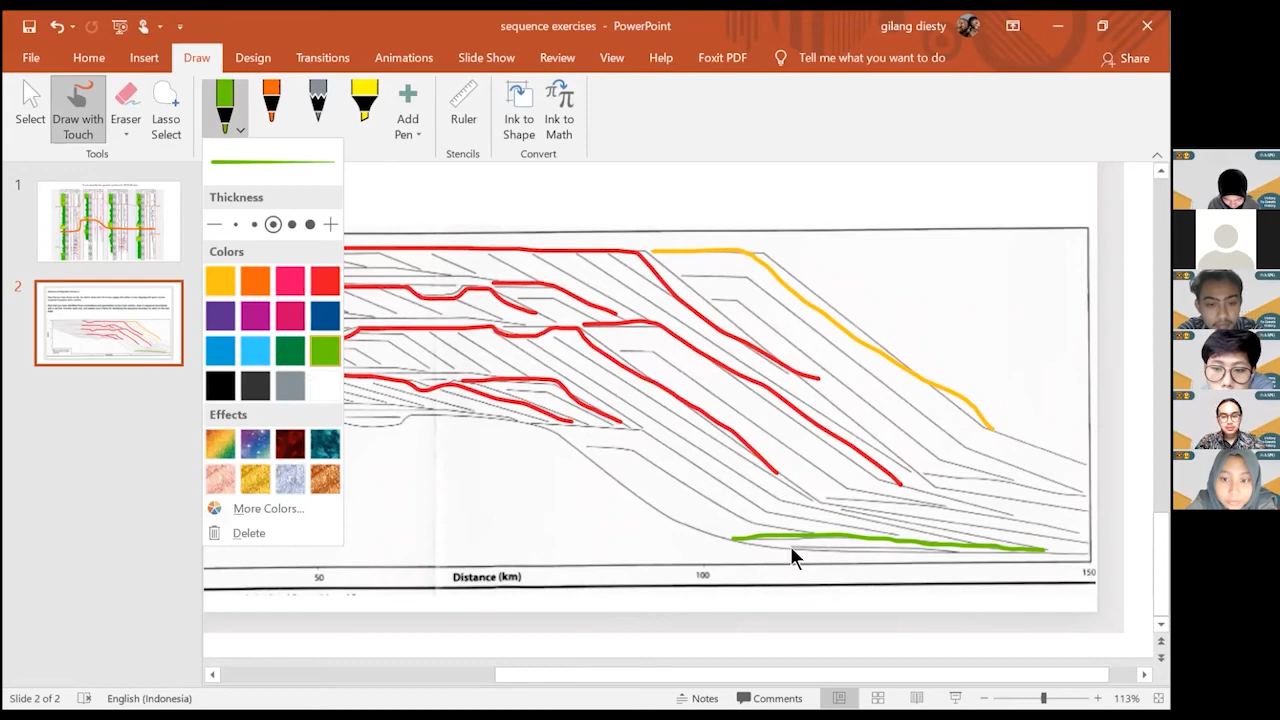 sequence exercises - PowerPoint
gilang diesty
File Home Insert Draw Design Transitions Animations Slide Show Review View Help Foxit PDF Tell me what you want to do Share
Select
Draw with Touch
Eraser
Lasso Select
Add Pen
Ruler
Ink to Shape
Ink to Math
Tools
Stencils
Convert
Thickness
Colors
Effects
More Colors...
Delete
1
2
50
Distance (km)
100
150
Slide 2 of 2
English (Indonesia)
Notes
Comments
113%